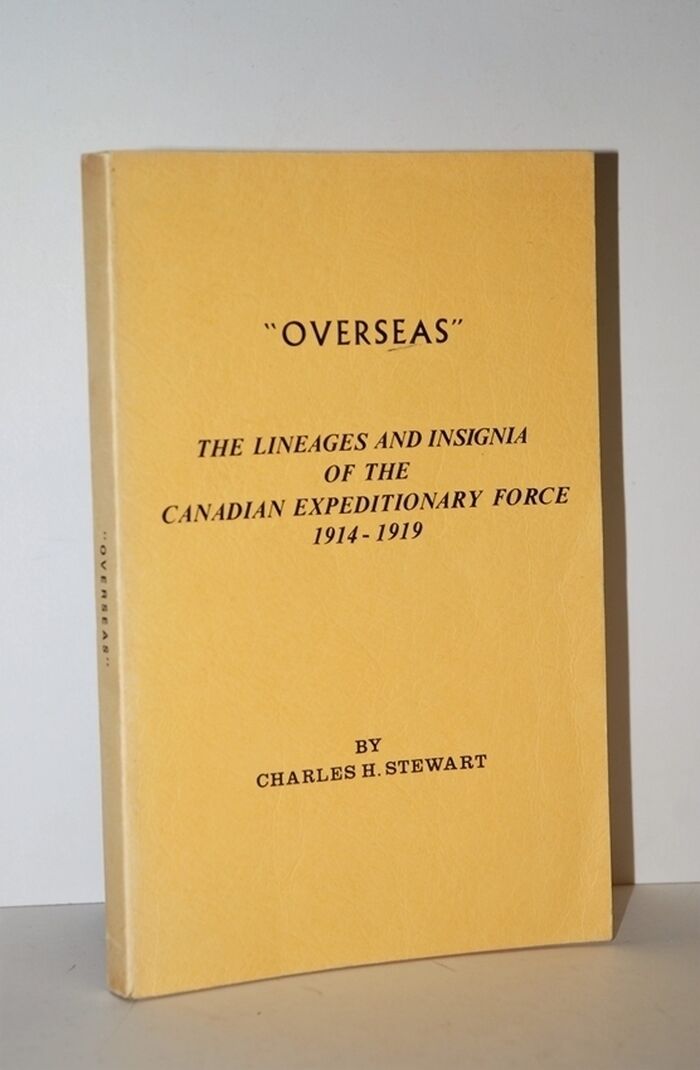 "OVERSEAS"
THE LINEAGES AND INSIGNIA
OF THE
CANADIAN EXPEDITIONARY FORCE
1914-1919
BY
CHARLES H. STEWART
"OVERSEAS"